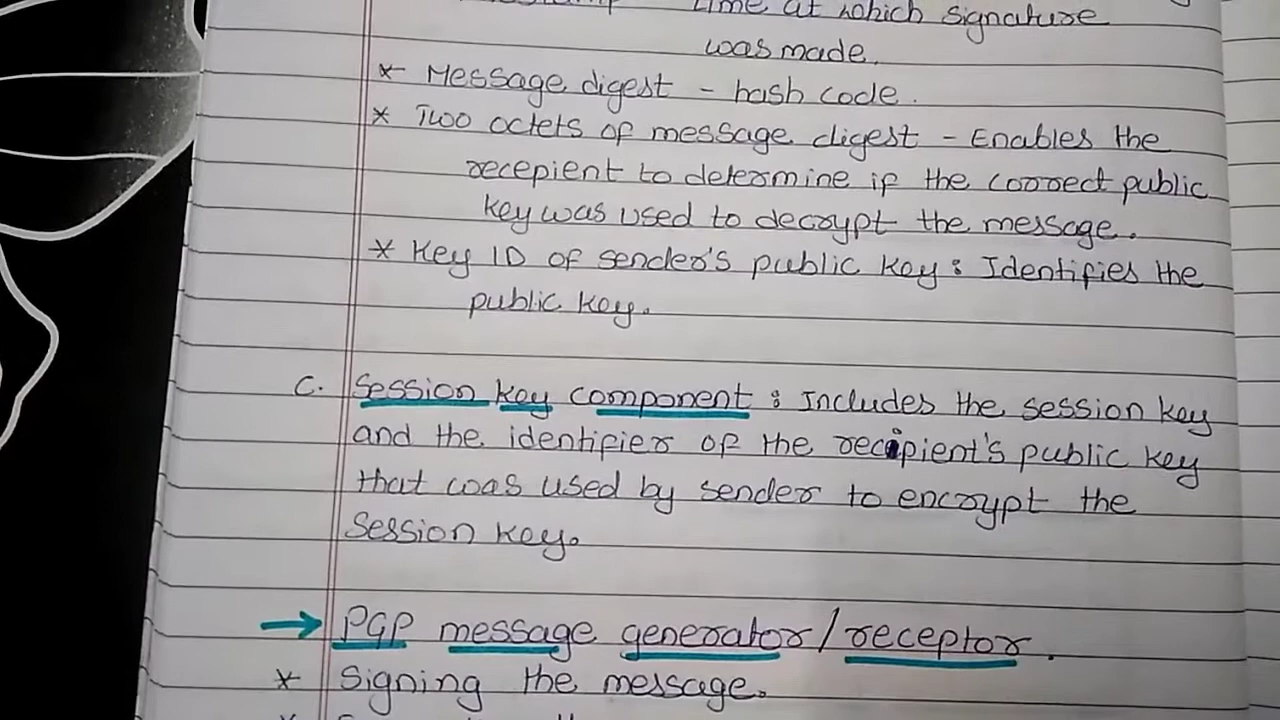 time at which signature
was made.
* Message digest - hash code.
* Two octets of message digest - Enables the
recepient to determine if the correct public
key was used to decrypt the message.
* Key ID of sender's public key : Identifies the
public key.
C. Session key component : Includes the session key
and the identifier of the recipient's public key
that was used by sender to encrypt the
session key.
→ PGP message generator/receptor.
* Signing the message.